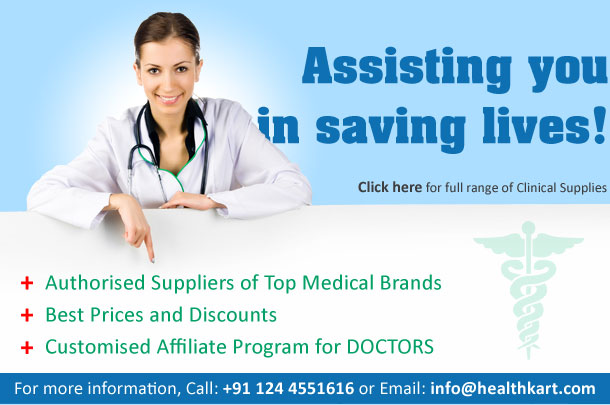 Assisting you
in saving lives!
Click here for full range of Clinical Supplies
+ Authorised Suppliers of Top Medical Brands
+ Best Prices and Discounts
+ Customised Affiliate Program for DOCTORS
For more information, Call: +91 124 4551616 or Email: info@healthkart.com